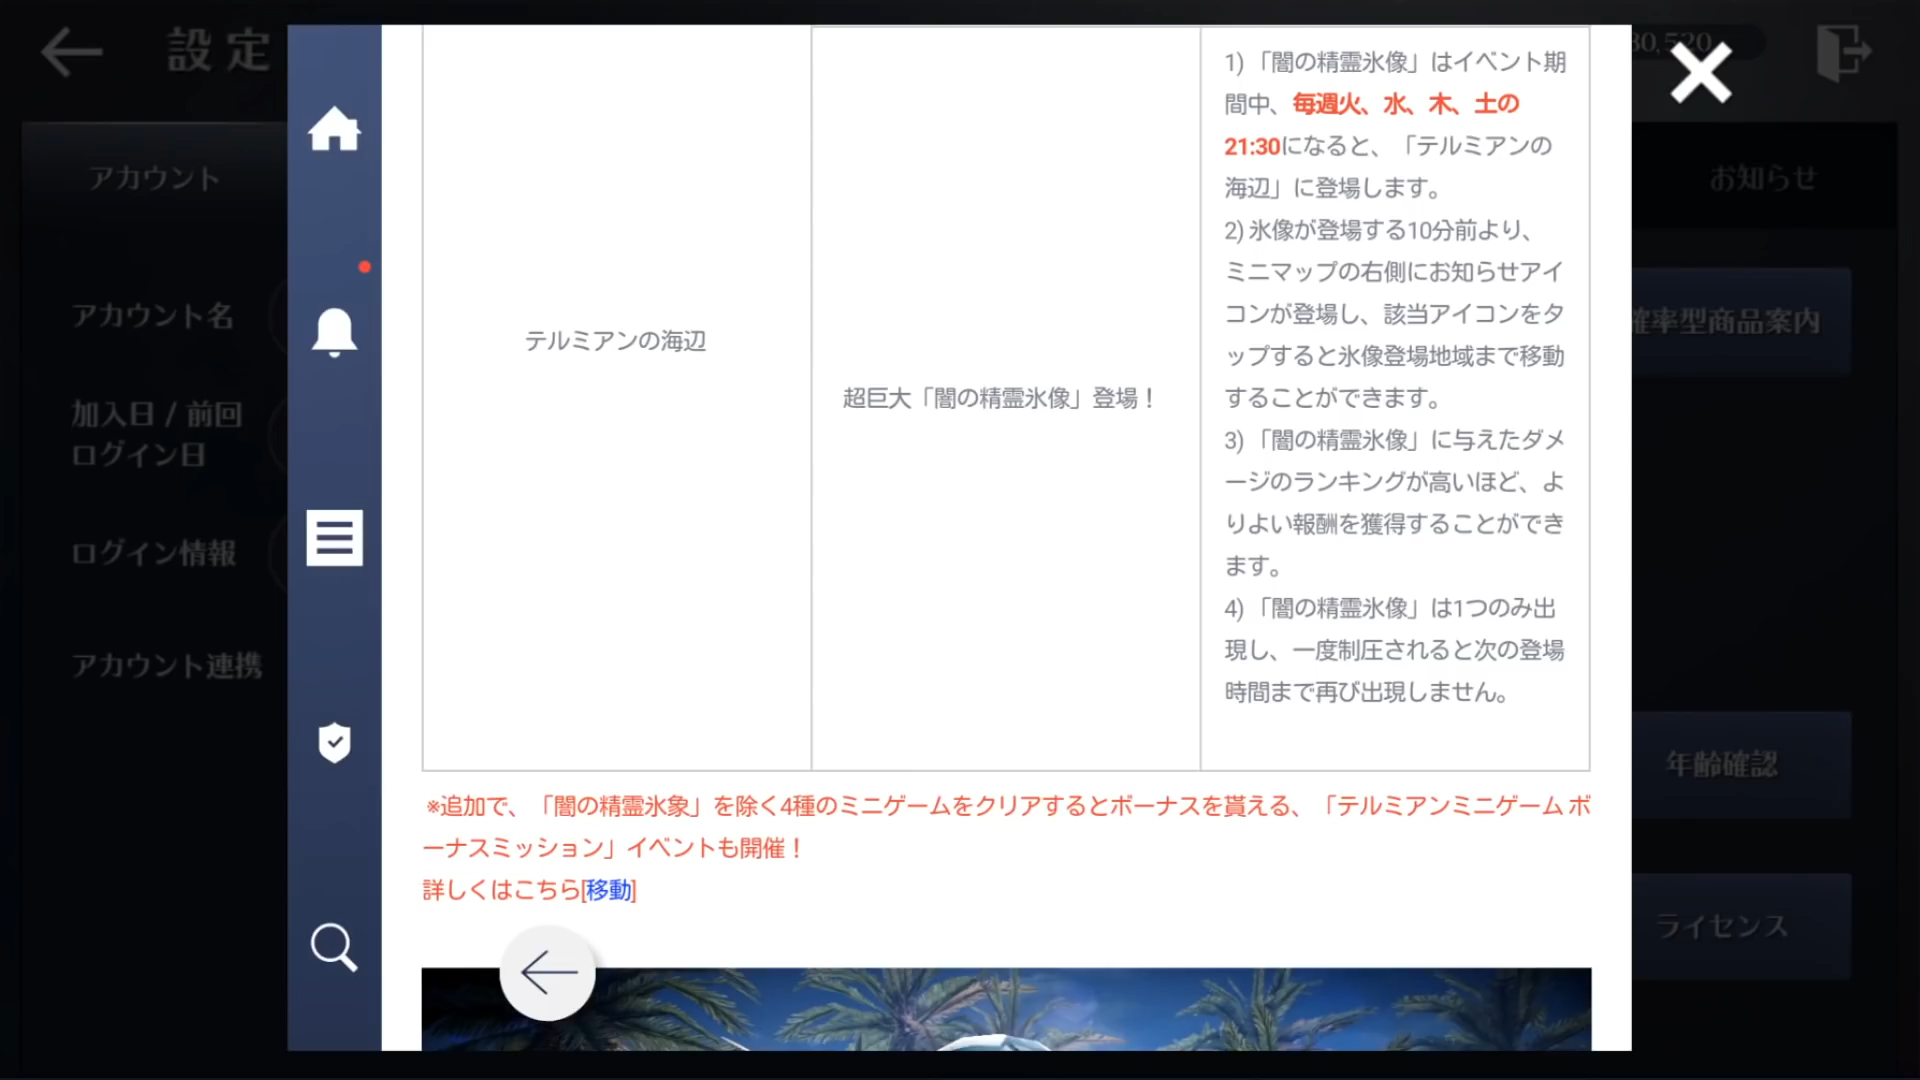 設定
アカウント
お知らせ
アカウント名
確率型商品案内
加入日 / 前回
ログイン日
ログイン情報
アカウント連携
年齢確認
ライセンス
テルミアンの海辺
超巨大「闇の精霊氷像」登場！
1) 「闇の精霊氷像」はイベント期
間中、毎週火、水、木、土の
21:30になると、「テルミアンの
海辺」に登場します。
2) 氷像が登場する10分前より、
ミニマップの右側にお知らせアイ
コンが登場し、該当アイコンをタ
ップすると氷像登場地域まで移動
することができます。
3) 「闇の精霊氷像」に与えたダメ
ージのランキングが高いほど、よ
りよい報酬を獲得することができ
ます。
4) 「闇の精霊氷像」は1つのみ出
現し、一度制圧されると次の登場
時間まで再び出現しません。
※追加で、「闇の精霊氷象」を除く4種のミニゲームをクリアするとボーナスを貰える、「テルミアンミニゲーム ボ
ーナスミッション」イベントも開催！
詳しくはこちら[移動]